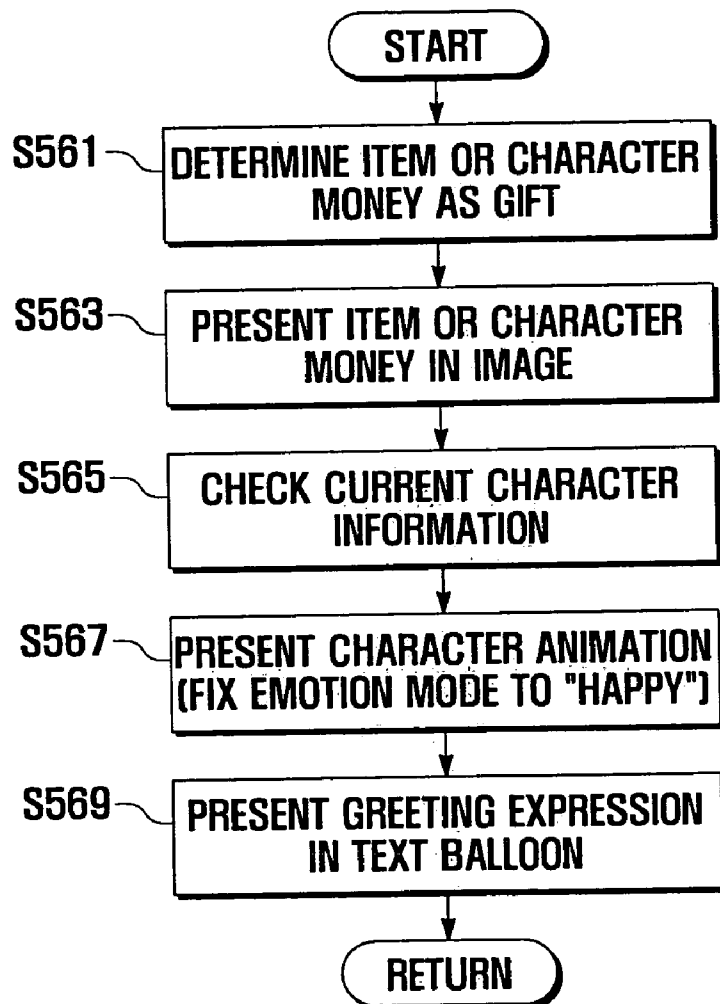 START
S561
DETERMINE ITEM OR CHARACTER
MONEY AS GIFT
S563
PRESENT ITEM OR CHARACTER
MONEY IN IMAGE
S565
CHECK CURRENT CHARACTER
INFORMATION
S567
PRESENT CHARACTER ANIMATION
(FIX EMOTION MODE TO "HAPPY")
S569
PRESENT GREETING EXPRESSION
IN TEXT BALLOON
RETURN